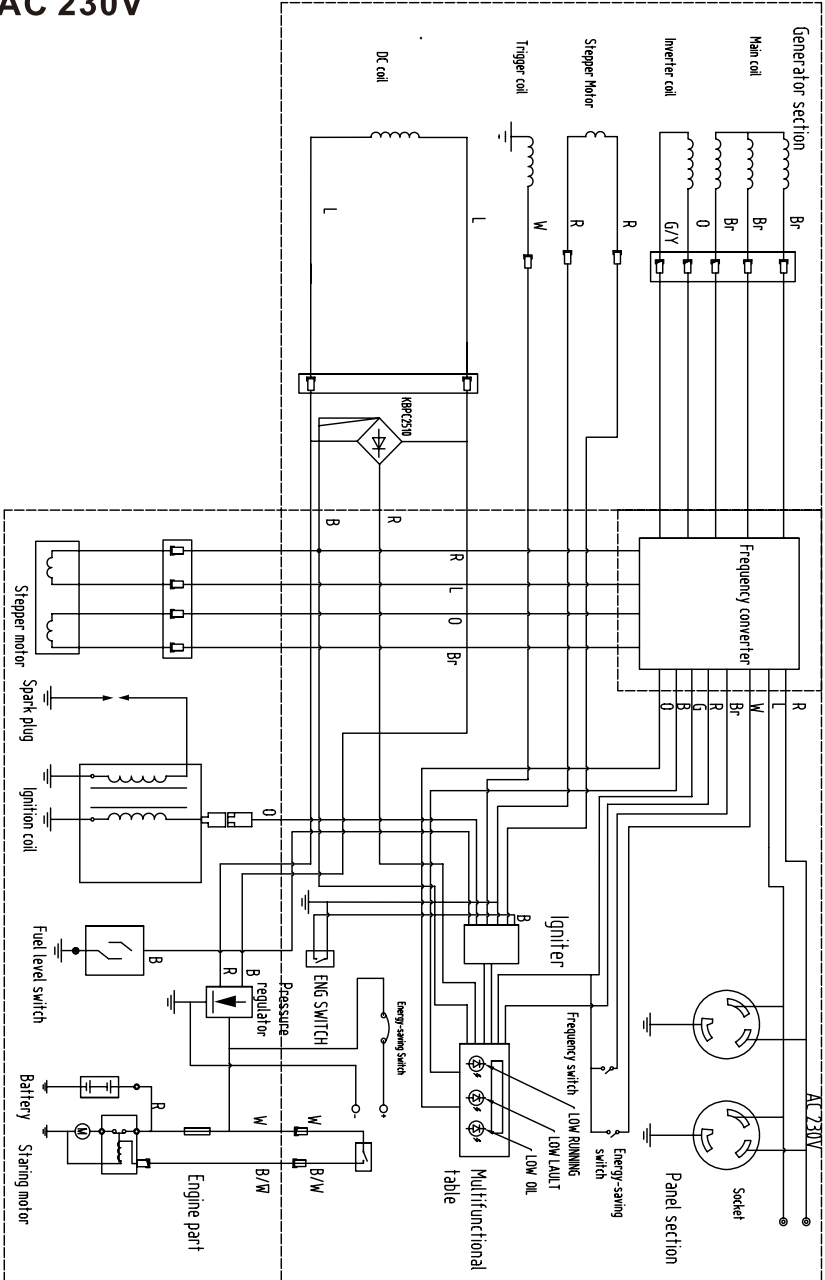 AC 230V
Generator section
Main coil
Inverter coil
Stepper Motor
Trigger coil
DC coil
Br
Br
Br
O
G/Y
R
R
W
L
L
KBPC2510
Frequency converter
R
B
R
L
O
Br
R
L
W
Br
R
G
B
O
Stepper motor
Spark plug
Ignition coil
O
Fuel level switch
B
R
B
Pressure
regulator
ENG SWITCH
B
Igniter
Energy-saving Switch
-
+
Frequency switch
Energy-saving
switch
LOW RUNNING
LOW LAULT
LOW OIL
Multifunctional
table
Panel section
Socket
AC 230V
Battery
R
M
Staring motor
W
W
B/W
B/W
Engine part